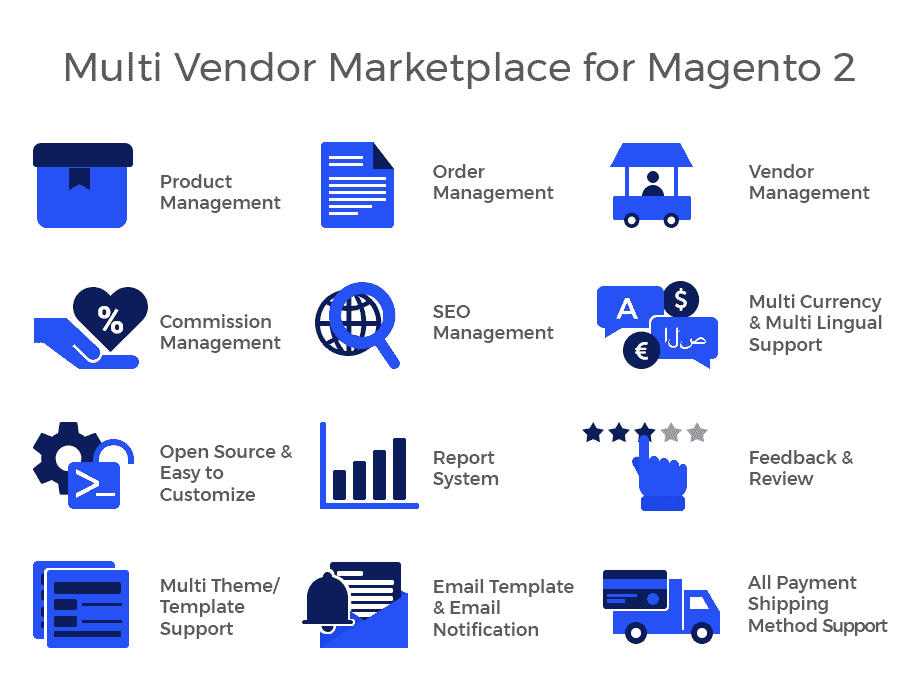 Multi Vendor Marketplace for Magento 2
Product
Management
Order
Management
Vendor
Management
%
Commission
Management
SEO
Management
A
$
€
الص
Multi Currency
& Multi Lingual
Support
>_
Open Source &
Easy to
Customize
Report
System
Feedback &
Review
Multi Theme/
Template
Support
Email Template
& Email
Notification
All Payment
Shipping
Method Support